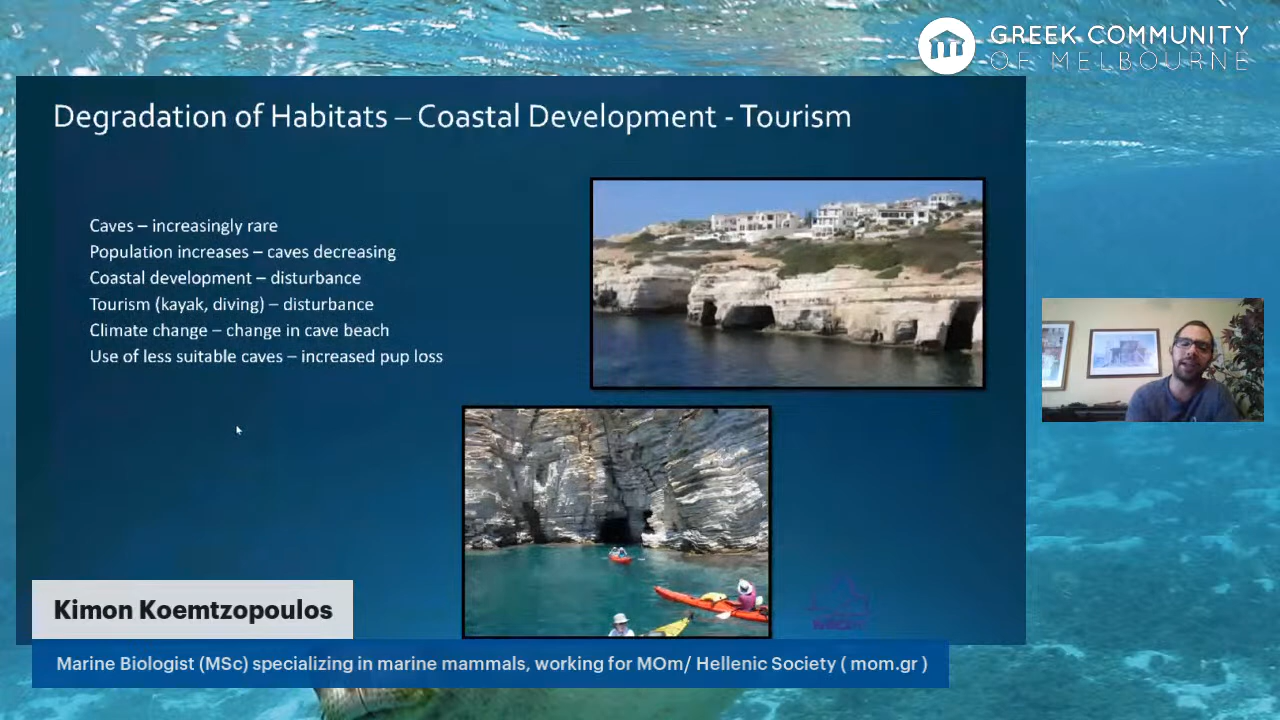 GREEK COMMUNITY
OF MELBOURNE
Degradation of Habitats – Coastal Development - Tourism
Caves – increasingly rare
Population increases – caves decreasing
Coastal development – disturbance
Tourism (kayak, diving) – disturbance
Climate change – change in cave beach
Use of less suitable caves – increased pup loss
Kimon Koemtzopoulos
Marine Biologist (MSc) specializing in marine mammals, working for MOm/ Hellenic Society ( mom.gr )